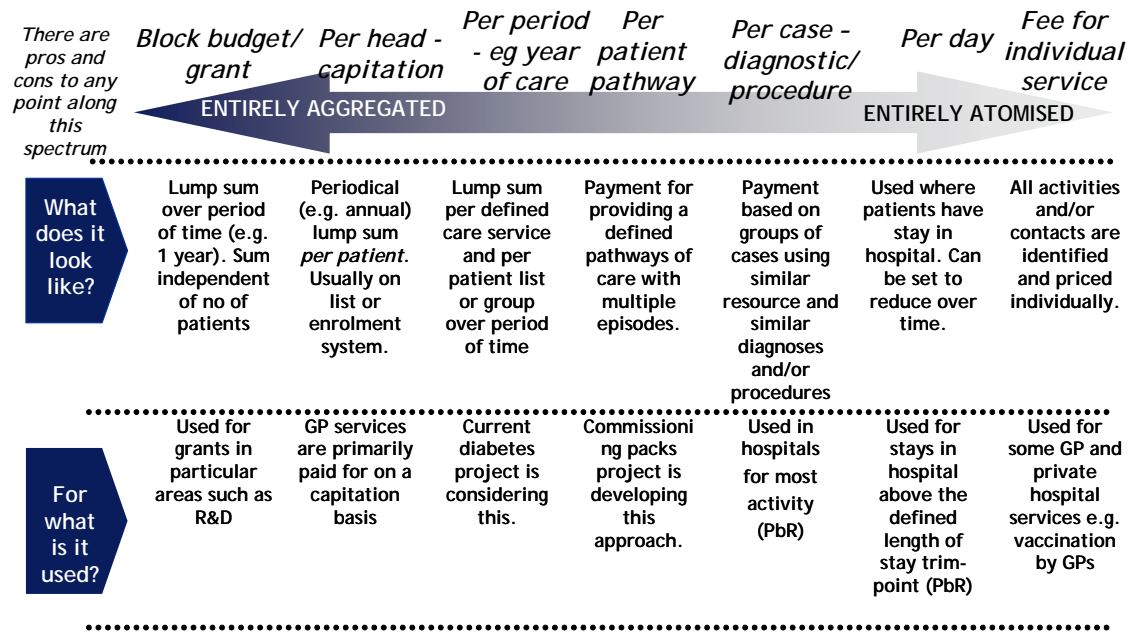 There are
pros and
cons to any
point along
this
spectrum
Block budget/
grant
Per head -
capitation
Per period
- eg year
of care
Per
patient
pathway
Per case –
diagnostic/
procedure
Per day
Fee for
individual
service
ENTIRELY AGGREGATED
ENTIRELY ATOMISED
What
does it
look
like?
Lump sum
over period
of time (e.g.
1 year). Sum
independent
of no of
patients
Periodical
(e.g. annual)
lump sum
per patient.
Usually on
list or
enrolment
system.
Lump sum
per defined
care service
and per
patient list
or group
over period
of time
Payment for
providing a
defined
pathways of
care with
multiple
episodes.
Payment
based on
groups of
cases using
similar
resource and
similar
diagnoses
and/or
procedures
Used where
patients have
stay in
hospital. Can
be set to
reduce over
time.
All activities
and/or
contacts are
identified
and priced
individually.
For
what
is it
used?
Used for
grants in
particular
areas such as
R&D
GP services
are primarily
paid for on a
capitation
basis
Current
diabetes
project is
considering
this.
Commissioni
ng packs
project is
developing
this
approach.
Used in
hospitals
for most
activity
(PbR)
Used for
stays in
hospital
above the
defined
length of
stay trim-
point (PbR)
Used for
some GP and
private
hospital
services e.g.
vaccination
by GPs